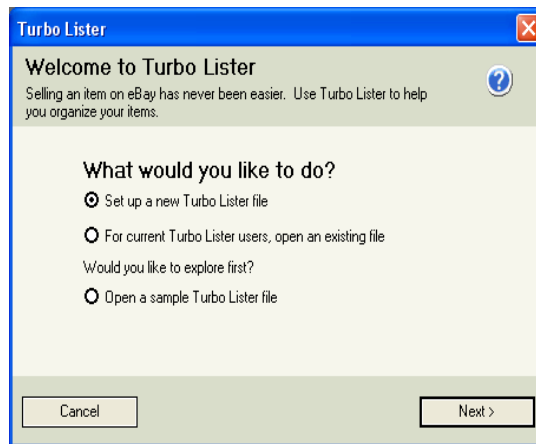 Turbo Lister
Welcome to Turbo Lister
Selling an item on eBay has never been easier. Use Turbo Lister to help
you organize your items.
What would you like to do?
Set up a new Turbo Lister file
For current Turbo Lister users, open an existing file
Would you like to explore first?
Open a sample Turbo Lister file
Cancel
Next >